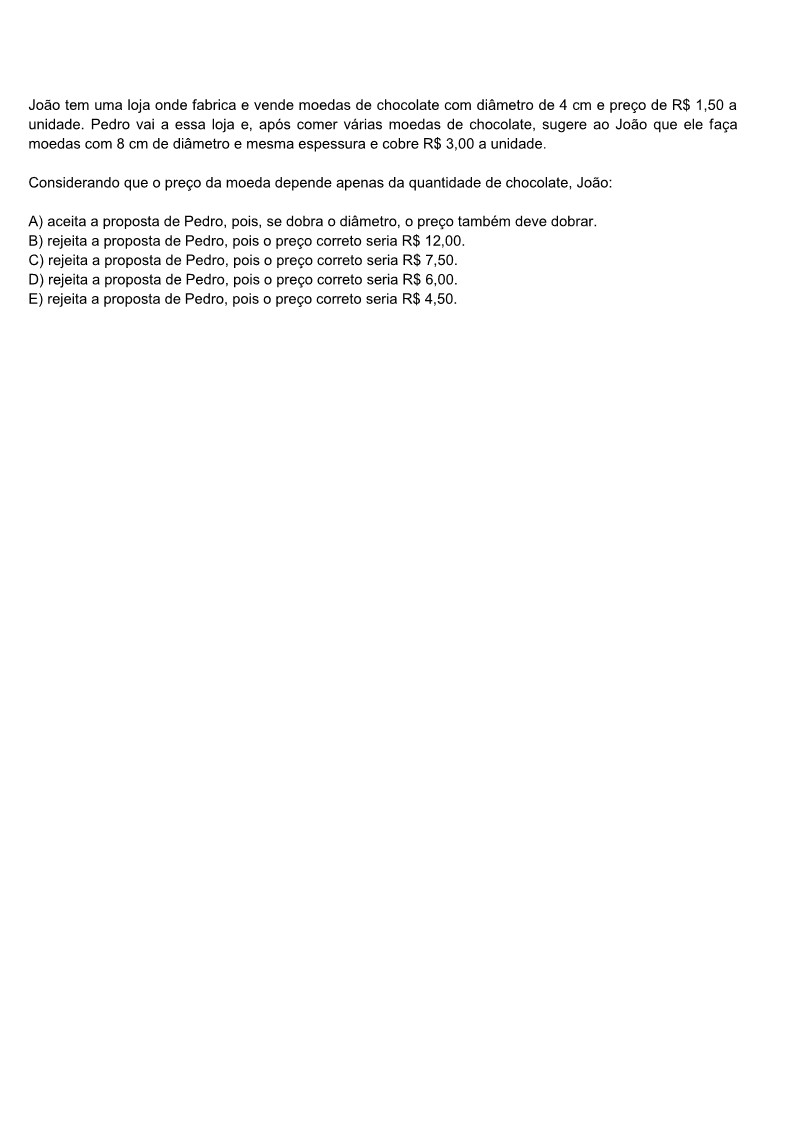 João tem uma loja onde fabrica e vende moedas de chocolate com diâmetro de 4 cm e preço de R$ 1,50 a
unidade. Pedro vai a essa loja e, após comer várias moedas de chocolate, sugere ao João que ele faça
moedas com 8 cm de diâmetro e mesma espessura e cobre R$ 3,00 a unidade.
Considerando que o preço da moeda depende apenas da quantidade de chocolate, João:
A) aceita a proposta de Pedro, pois, se dobra o diâmetro, o preço também deve dobrar.
B) rejeita a proposta de Pedro, pois o preço correto seria R$ 12,00.
C) rejeita a proposta de Pedro, pois o preço correto seria R$ 7,50.
D) rejeita a proposta de Pedro, pois o preço correto seria R$ 6,00.
E) rejeita a proposta de Pedro, pois o preço correto seria R$ 4,50.